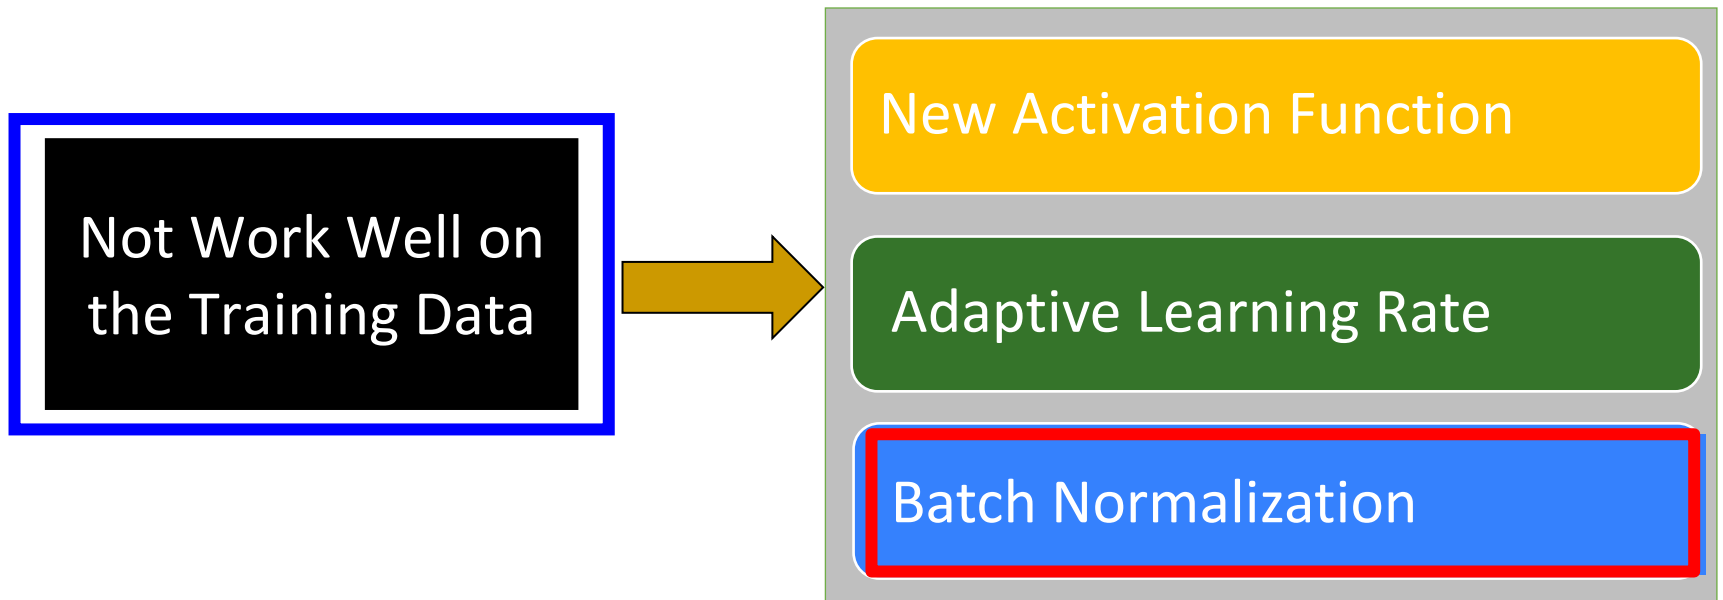 Not Work Well on
the Training Data
New Activation Function
Adaptive Learning Rate
Batch Normalization